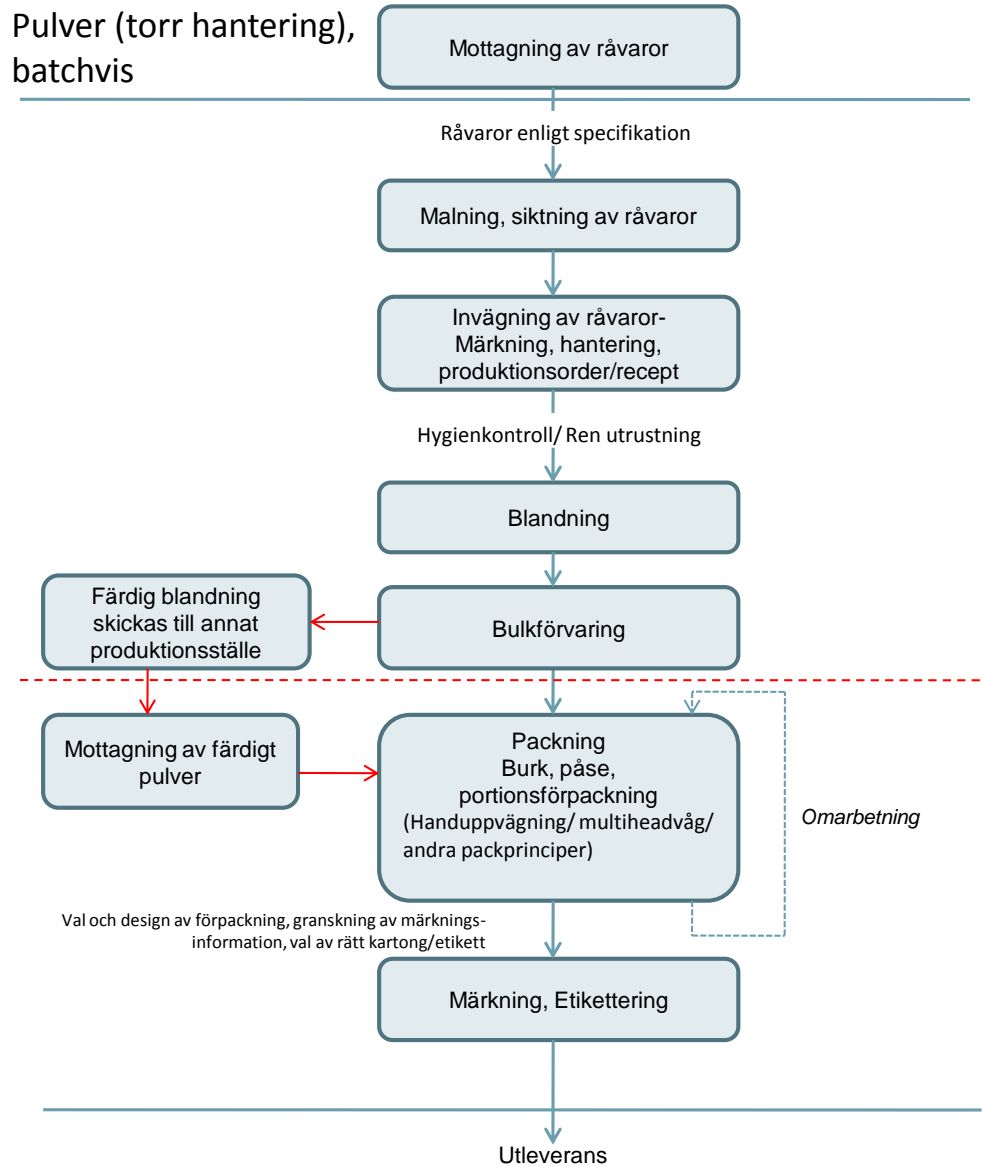 Pulver (torr hantering),
batchvis
Mottagning av råvaror
Råvaror enligt specifikation
Malning, siktning av råvaror
Invägning av råvaror-
Märkning, hantering,
produktionsorder/recept
Hygienkontroll/ Ren utrustning
Blandning
Färdig blandning
skickas till annat
produktionsställe
Bulkförvaring
Mottagning av färdigt
pulver
Packning
Burk, påse,
portionsförpackning
(Handuppvägning/ multiheadvåg/
andra packprinciper)
Omarbetning
Val och design av förpackning, granskning av märknings-
information, val av rätt kartong/etikett
Märkning, Etikettering
Utleverans